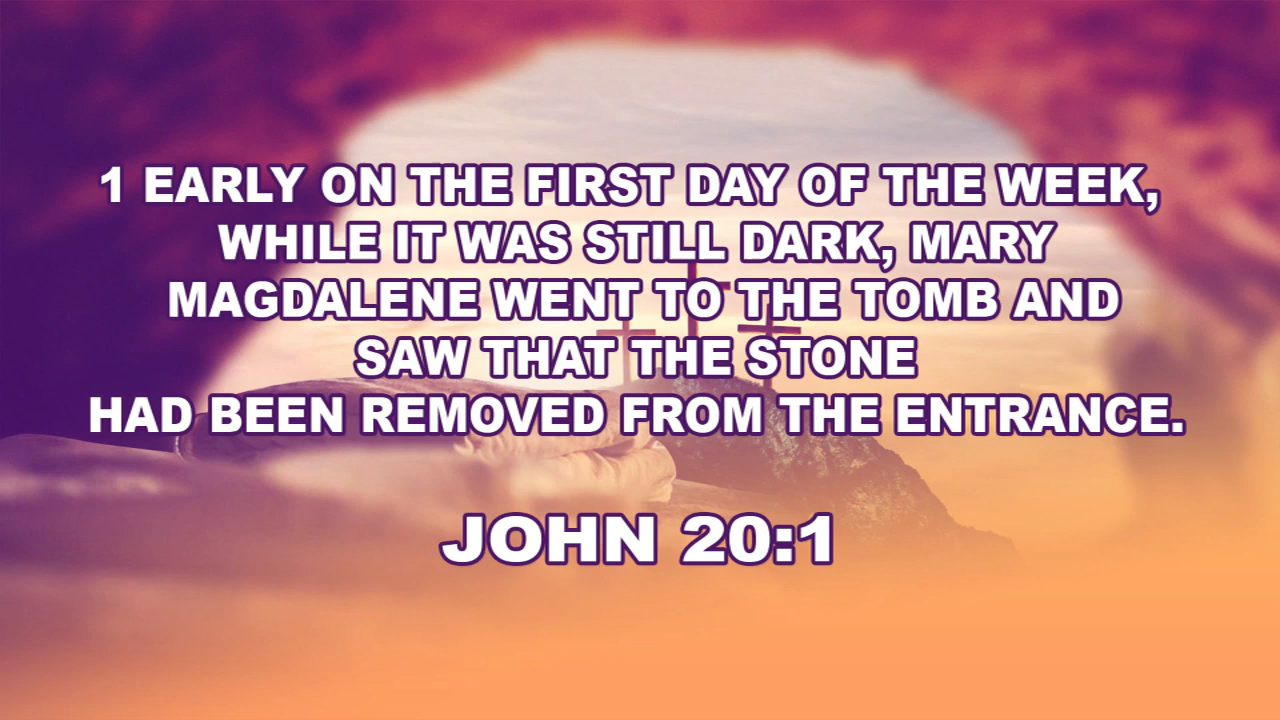 1 EARLY ON THE FIRST DAY OF THE WEEK,
WHILE IT WAS STILL DARK, MARY
MAGDALENE WENT TO THE TOMB AND
SAW THAT THE STONE
HAD BEEN REMOVED FROM THE ENTRANCE.
JOHN 20:1